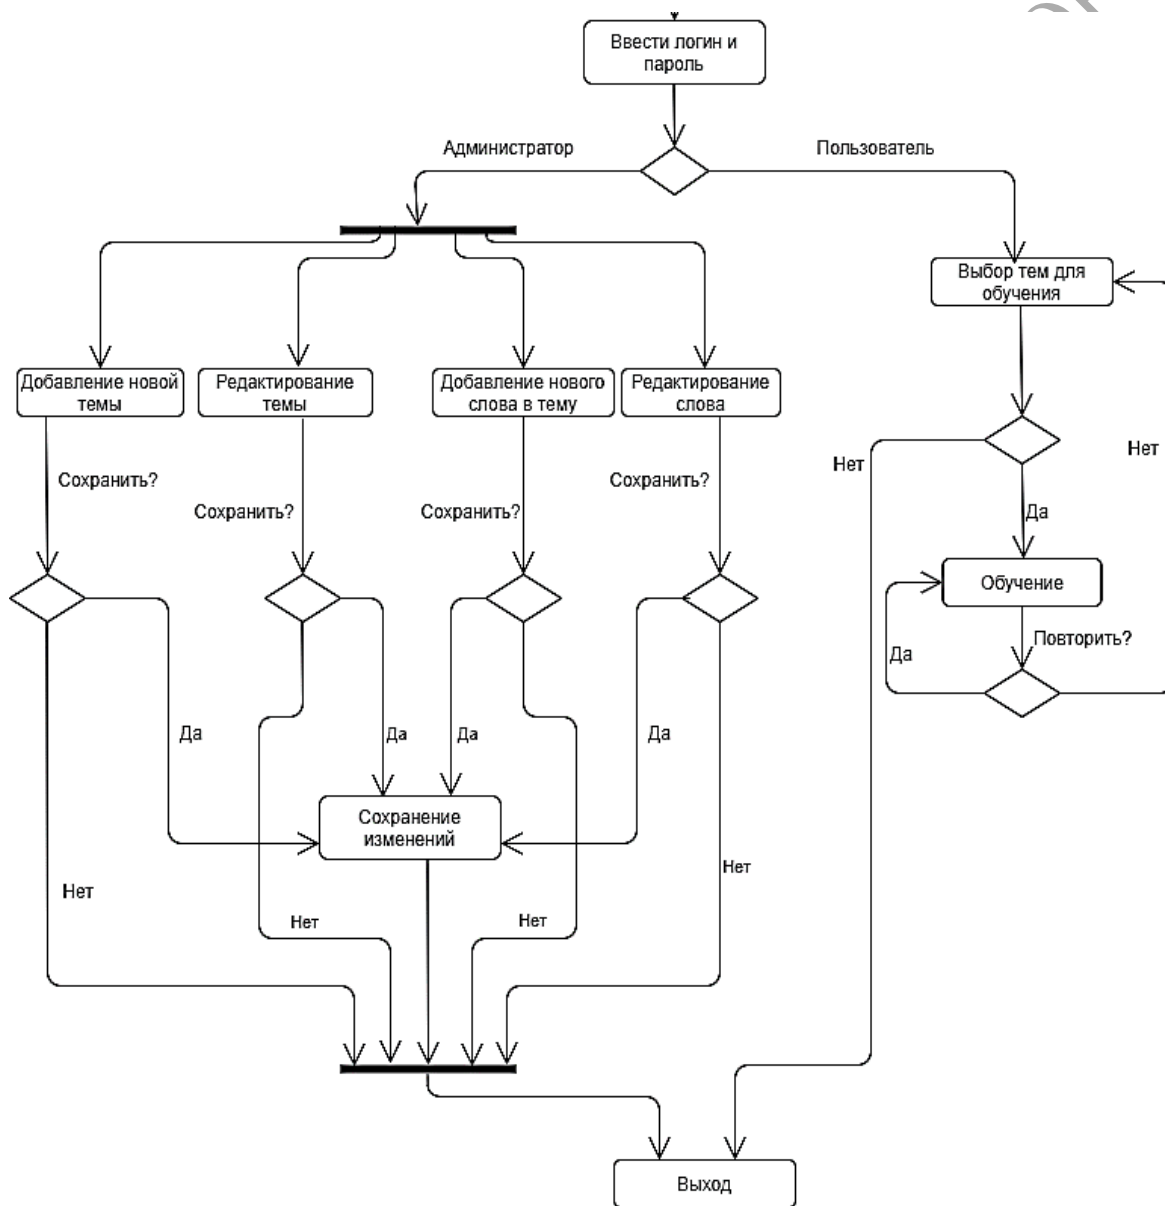 Ввести логин и
пароль
Администратор
Пользователь
Выбор тем для
обучения
Добавление новой
темы
Редактирование
темы
Добавление нового
слова в тему
Редактирование
слова
Нет
Нет
Сохранить?
Сохранить?
Сохранить?
Сохранить?
Да
Обучение
Повторить?
Да
Да
Да
Да
Да
Сохранение
изменений
Нет
Нет
Нет
Нет
Выход